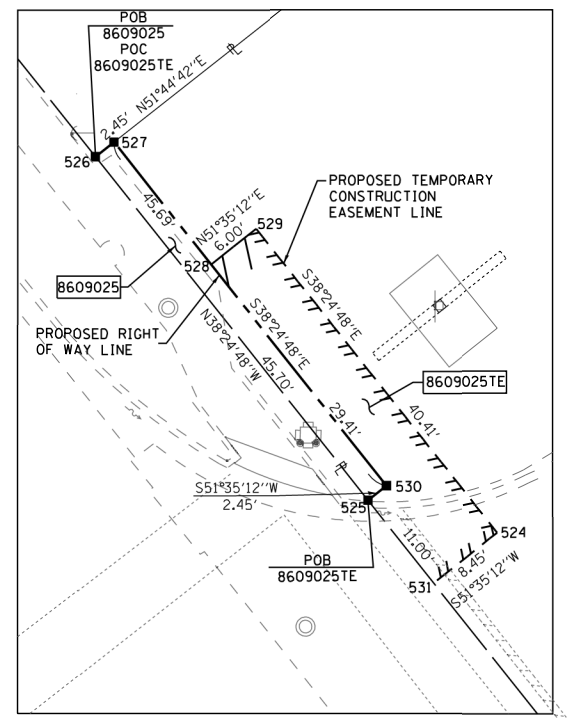 POB
8609025
POC
8609025TE
2.45'
N51°44'42"E
PL
526
527
45.69'
N51°35'12"E
6.00'
529
528
PROPOSED TEMPORARY
CONSTRUCTION
EASEMENT LINE
8609025
PROPOSED RIGHT
OF WAY LINE
N38°24'48"W
45.70'
S38°24'48"E
29.41'
S38°24'48"E
40.41'
8609025TE
PL
S51°35'12"W
2.45'
530
525
POB
8609025TE
11.00'
524
8.45'
S51°35'12"W
531